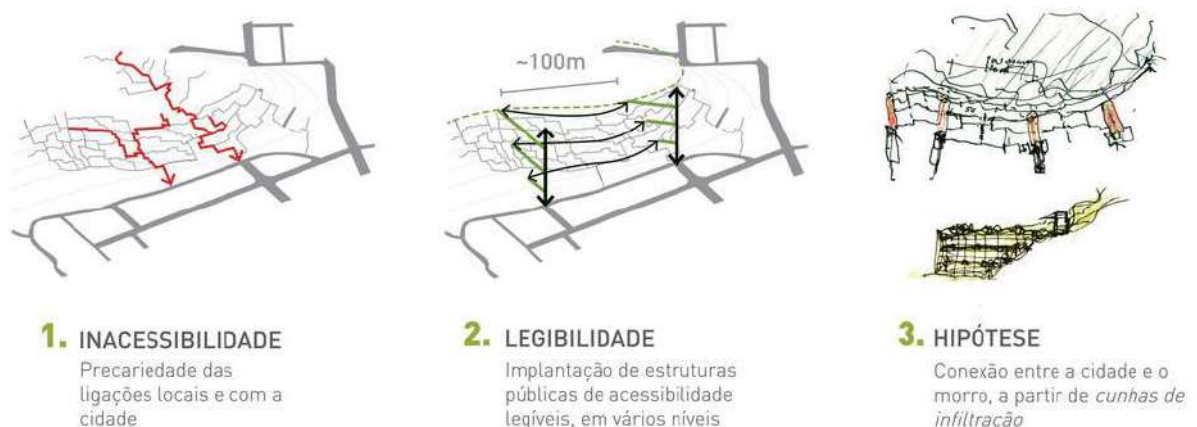 ~100m
1. INACESSIBILIDADE
Precariedade das
ligações locais e com a
cidade
2. LEGIBILIDADE
Implantação de estruturas
públicas de acessibilidade
legíveis, em vários níveis
3. HIPÓTESE
Conexão entre a cidade e o
morro, a partir de cunhas de
infiltração